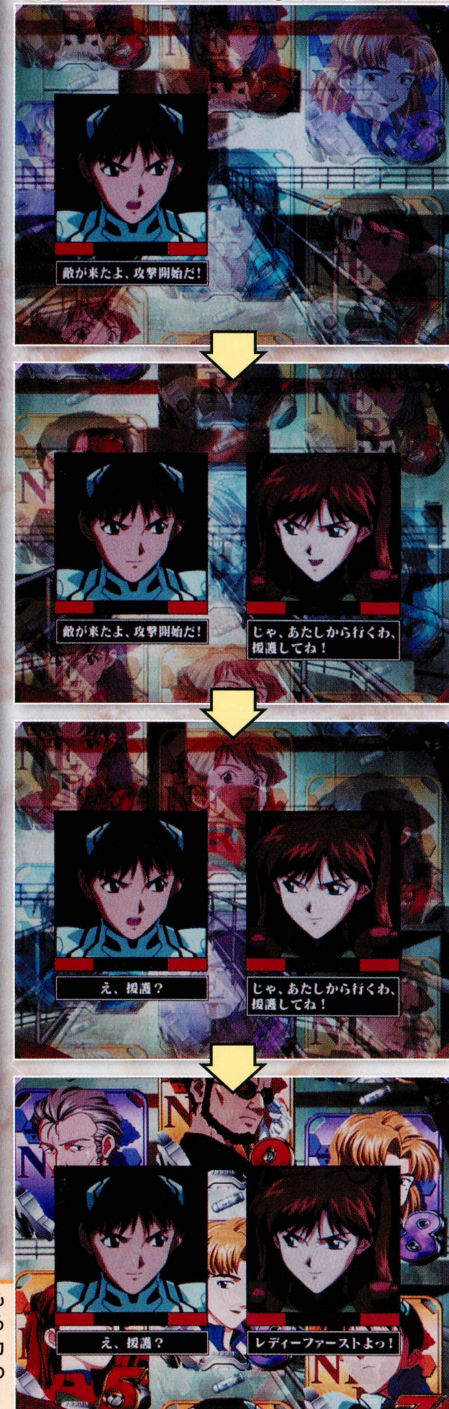 敵が来たよ、攻撃開始だ！
敵が来たよ、攻撃開始だ！
じゃ、あたしから行くわ、
援護してね！
え、援護？
じゃ、あたしから行くわ、
援護してね！
え、援護？
レディーファーストよっ！